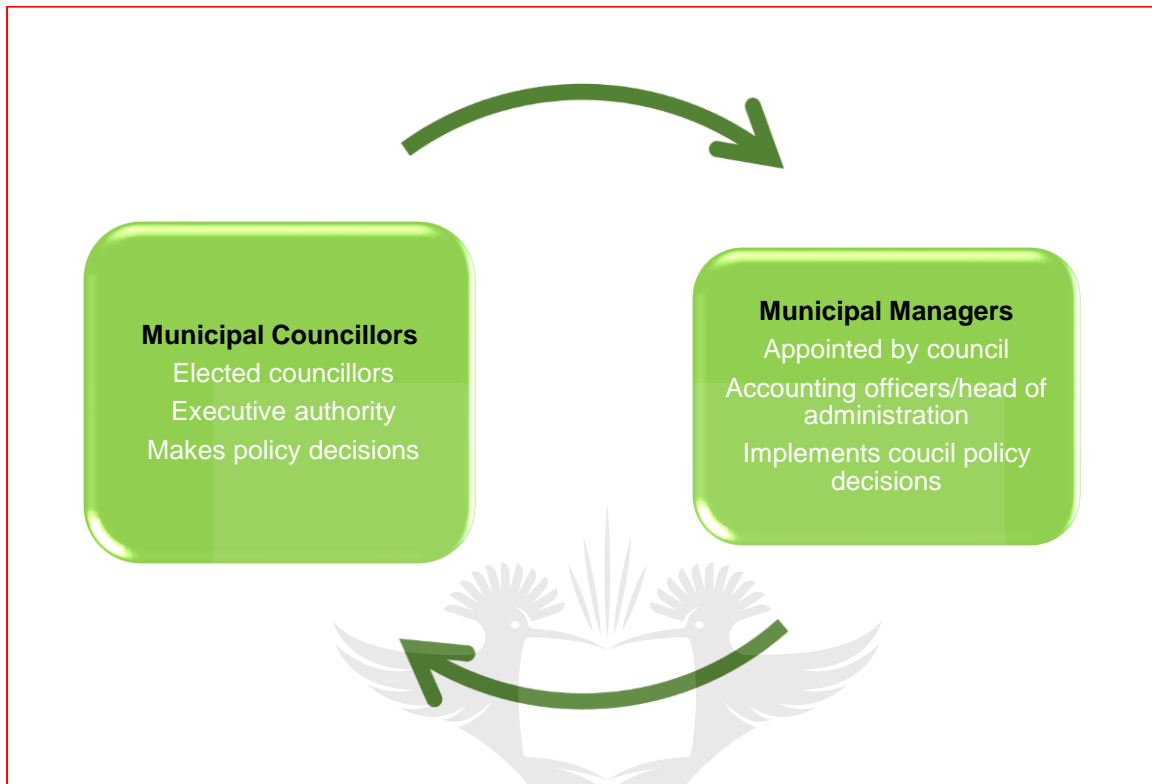 Municipal Councillors
Elected councillors
Executive authority
Makes policy decisions
Municipal Managers
Appointed by council
Accounting officers/head of
administration
Implements coucil policy
decisions